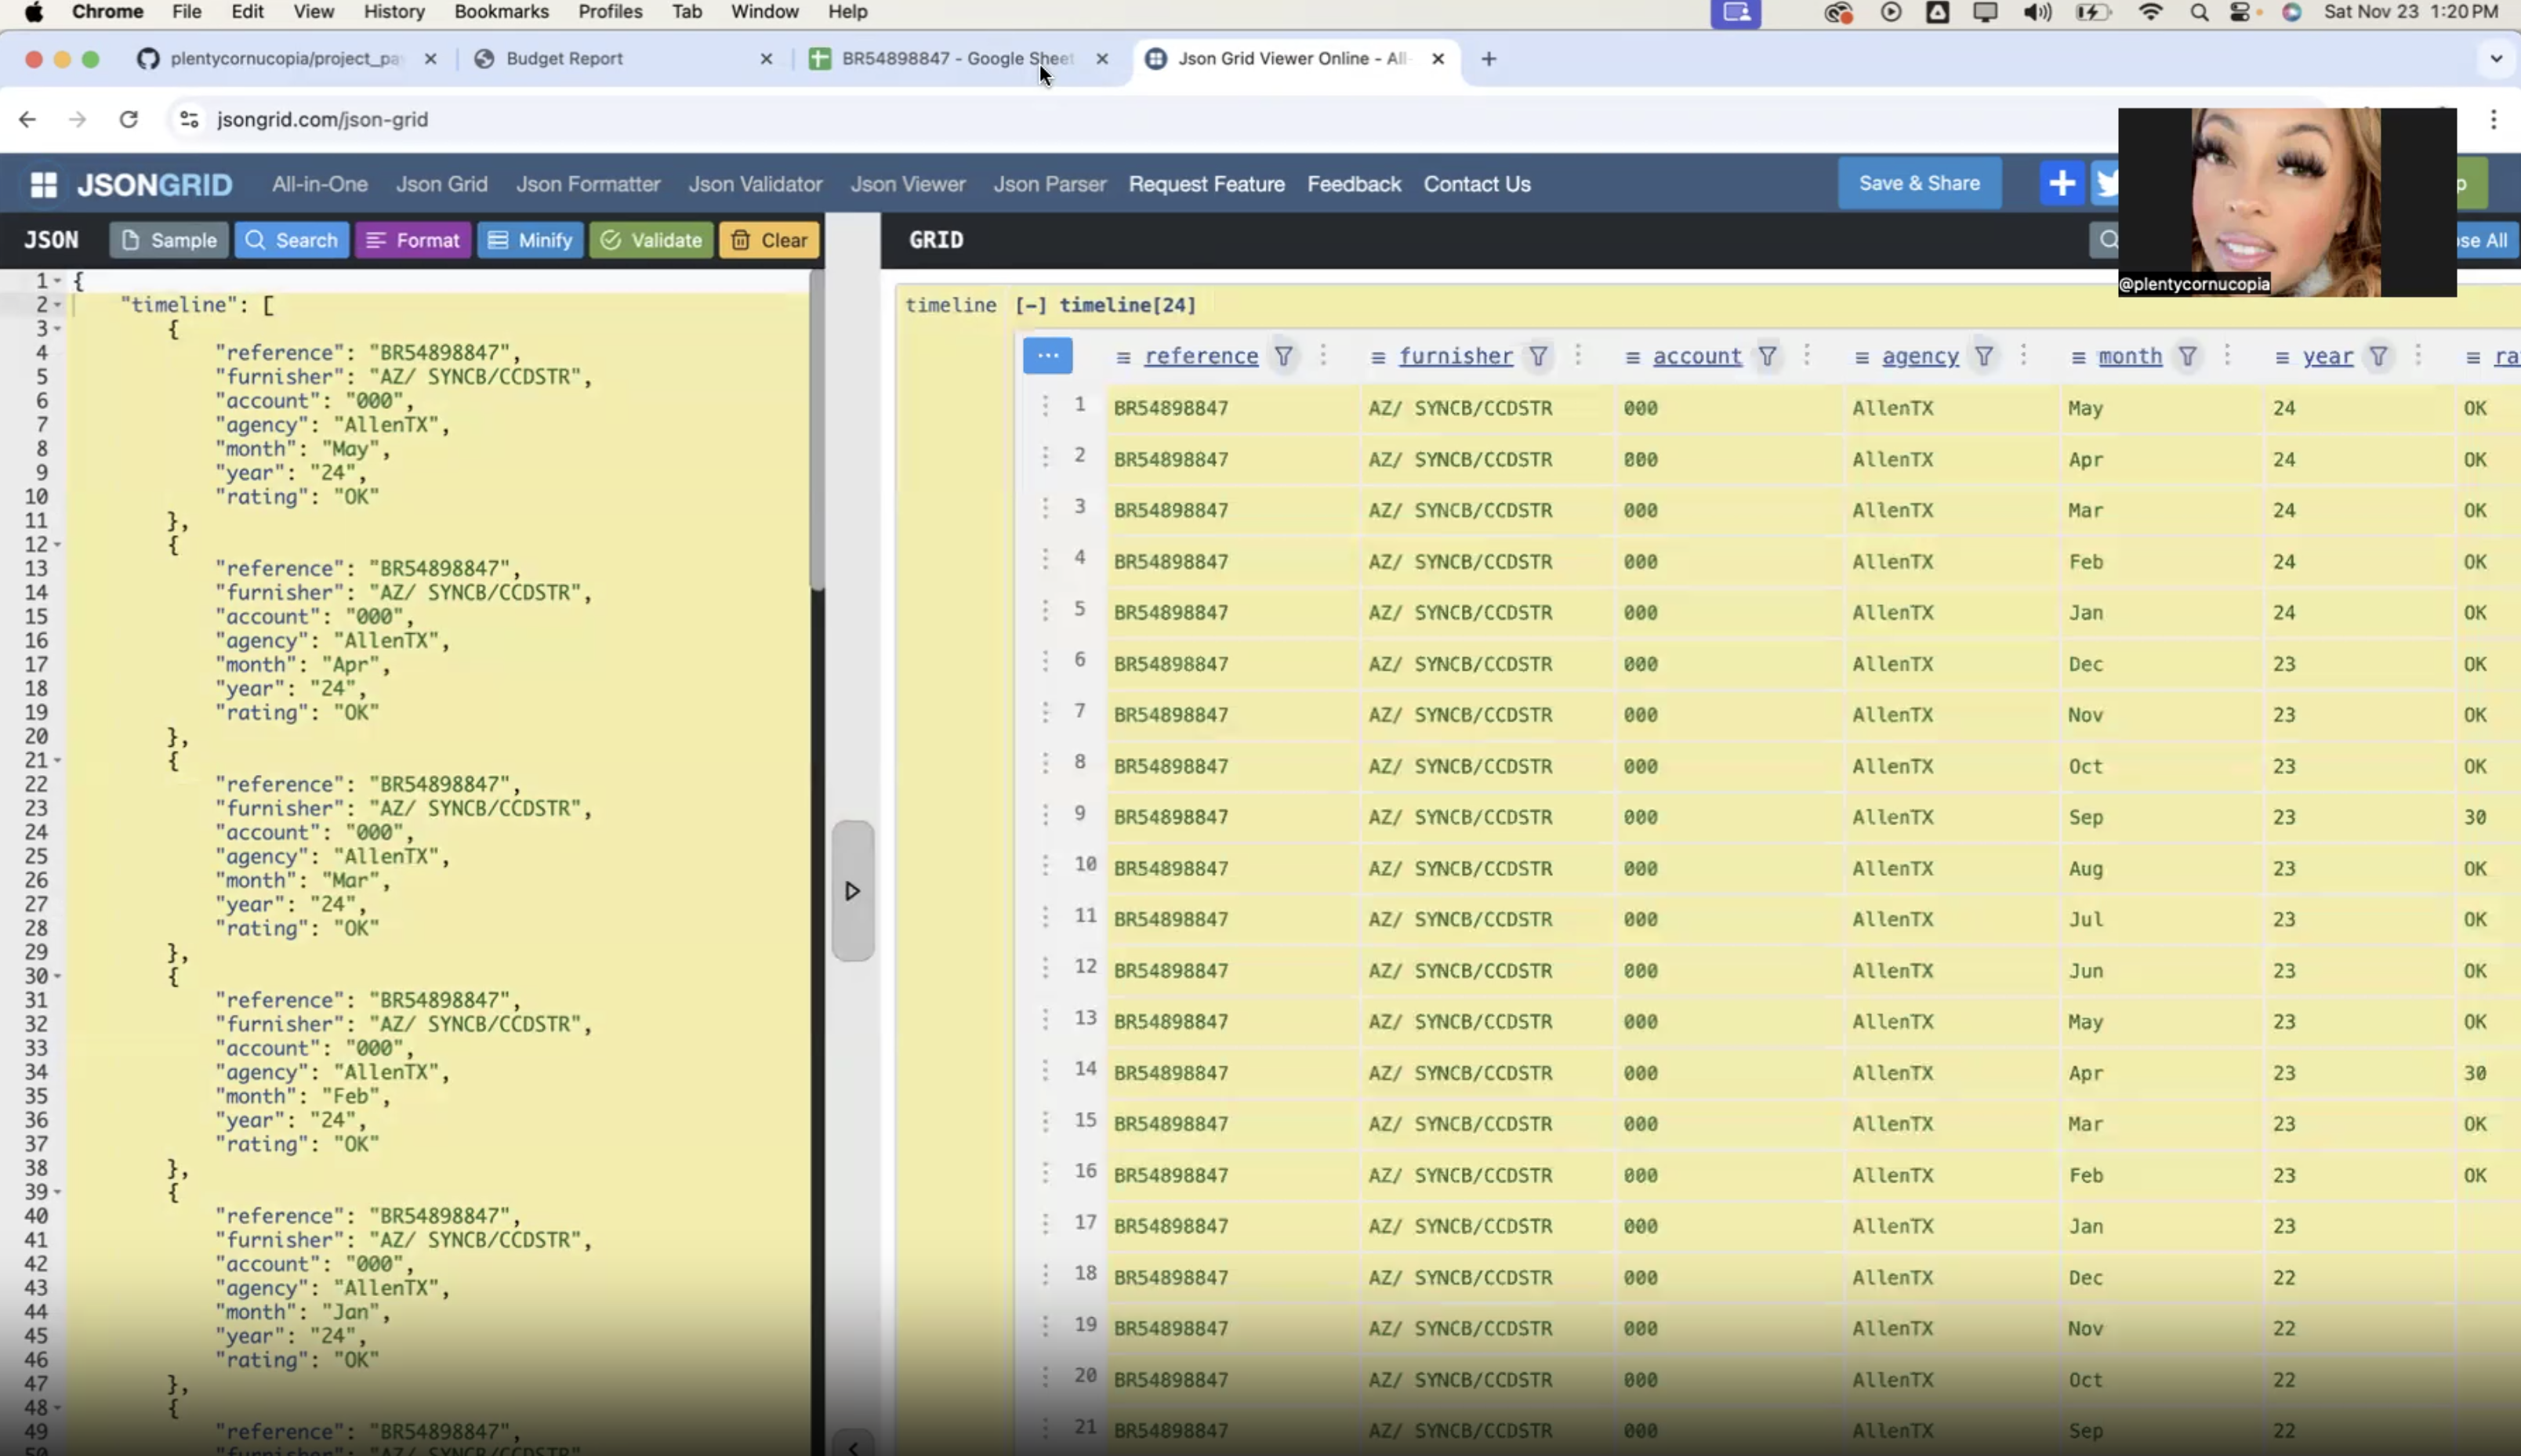 Chrome File Edit View History Bookmarks Profiles Tab Window Help Sat Nov 23 1:20 PM
plentycornucopia/project_pa Budget Report BR54898847 - Google Sheet Json Grid Viewer Online - All-
jsongrid.com/json-grid
JSONGRID All-in-One Json Grid Json Formatter Json Validator Json Viewer Json Parser Request Feature Feedback Contact Us Save & Share
JSON Sample Search Format Minify Validate Clear
GRID
@plentycornucopia
1 {
2 "timeline": [
3 {
4 "reference": "BR54898847",
5 "furnisher": "AZ/ SYNCB/CCDSTR",
6 "account": "000",
7 "agency": "AllenTX",
8 "month": "May",
9 "year": "24",
10 "rating": "OK"
11 },
12 {
13 "reference": "BR54898847",
14 "furnisher": "AZ/ SYNCB/CCDSTR",
15 "account": "000",
16 "agency": "AllenTX",
17 "month": "Apr",
18 "year": "24",
19 "rating": "OK"
20 },
21 {
22 "reference": "BR54898847",
23 "furnisher": "AZ/ SYNCB/CCDSTR",
24 "account": "000",
25 "agency": "AllenTX",
26 "month": "Mar",
27 "year": "24",
28 "rating": "OK"
29 },
30 {
31 "reference": "BR54898847",
32 "furnisher": "AZ/ SYNCB/CCDSTR",
33 "account": "000",
34 "agency": "AllenTX",
35 "month": "Feb",
36 "year": "24",
37 "rating": "OK"
38 },
39 {
40 "reference": "BR54898847",
41 "furnisher": "AZ/ SYNCB/CCDSTR",
42 "account": "000",
43 "agency": "AllenTX",
44 "month": "Jan",
45 "year": "24",
46 "rating": "OK"
47 },
48 {
49 "reference": "BR54898847",
50 "furnisher": "AZ/ SYNCB/CCDSTR",
timeline [-] timeline[24]
reference furnisher account agency month year
1 BR54898847 AZ/ SYNCB/CCDSTR 000 AllenTX May 24 OK
2 BR54898847 AZ/ SYNCB/CCDSTR 000 AllenTX Apr 24 OK
3 BR54898847 AZ/ SYNCB/CCDSTR 000 AllenTX Mar 24 OK
4 BR54898847 AZ/ SYNCB/CCDSTR 000 AllenTX Feb 24 OK
5 BR54898847 AZ/ SYNCB/CCDSTR 000 AllenTX Jan 24 OK
6 BR54898847 AZ/ SYNCB/CCDSTR 000 AllenTX Dec 23 OK
7 BR54898847 AZ/ SYNCB/CCDSTR 000 AllenTX Nov 23 OK
8 BR54898847 AZ/ SYNCB/CCDSTR 000 AllenTX Oct 23 OK
9 BR54898847 AZ/ SYNCB/CCDSTR 000 AllenTX Sep 23 30
10 BR54898847 AZ/ SYNCB/CCDSTR 000 AllenTX Aug 23 OK
11 BR54898847 AZ/ SYNCB/CCDSTR 000 AllenTX Jul 23 OK
12 BR54898847 AZ/ SYNCB/CCDSTR 000 AllenTX Jun 23 OK
13 BR54898847 AZ/ SYNCB/CCDSTR 000 AllenTX May 23 OK
14 BR54898847 AZ/ SYNCB/CCDSTR 000 AllenTX Apr 23 30
15 BR54898847 AZ/ SYNCB/CCDSTR 000 AllenTX Mar 23 OK
16 BR54898847 AZ/ SYNCB/CCDSTR 000 AllenTX Feb 23 OK
17 BR54898847 AZ/ SYNCB/CCDSTR 000 AllenTX Jan 23
18 BR54898847 AZ/ SYNCB/CCDSTR 000 AllenTX Dec 22
19 BR54898847 AZ/ SYNCB/CCDSTR 000 AllenTX Nov 22
20 BR54898847 AZ/ SYNCB/CCDSTR 000 AllenTX Oct 22
21 BR54898847 AZ/ SYNCB/CCDSTR 000 AllenTX Sep 22